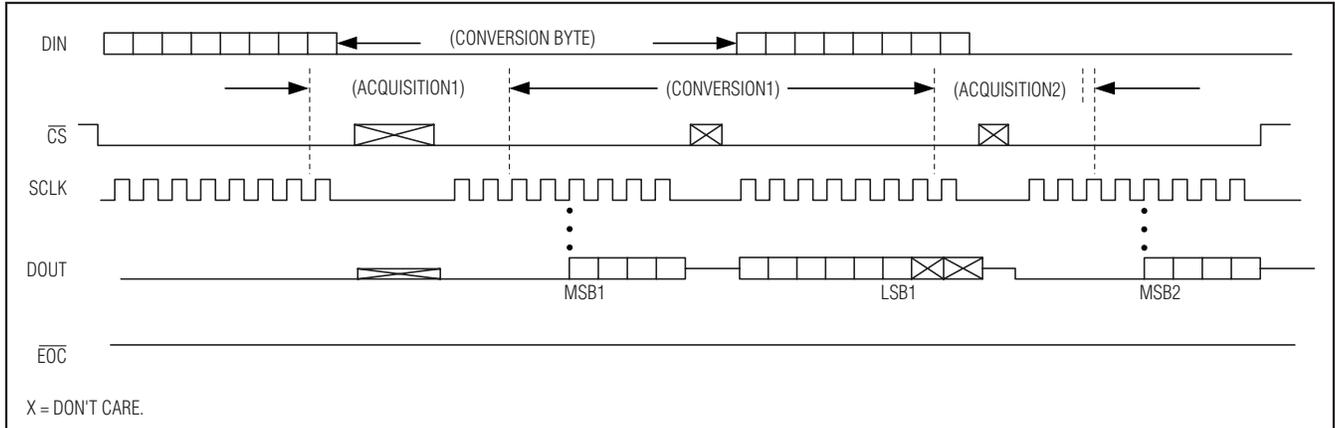 DIN
(CONVERSION BYTE)
(ACQUISITION1)
(CONVERSION1)
(ACQUISITION2)
CS
SCLK
DOUT
MSB1
LSB1
MSB2
EOC
X = DON'T CARE.